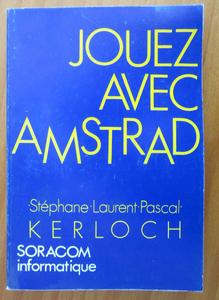 JOUEZ
AVEC
AMSTRAD
·Stéphane·Laurent·Pascal·
KERLOCH
SORACOM
informatique